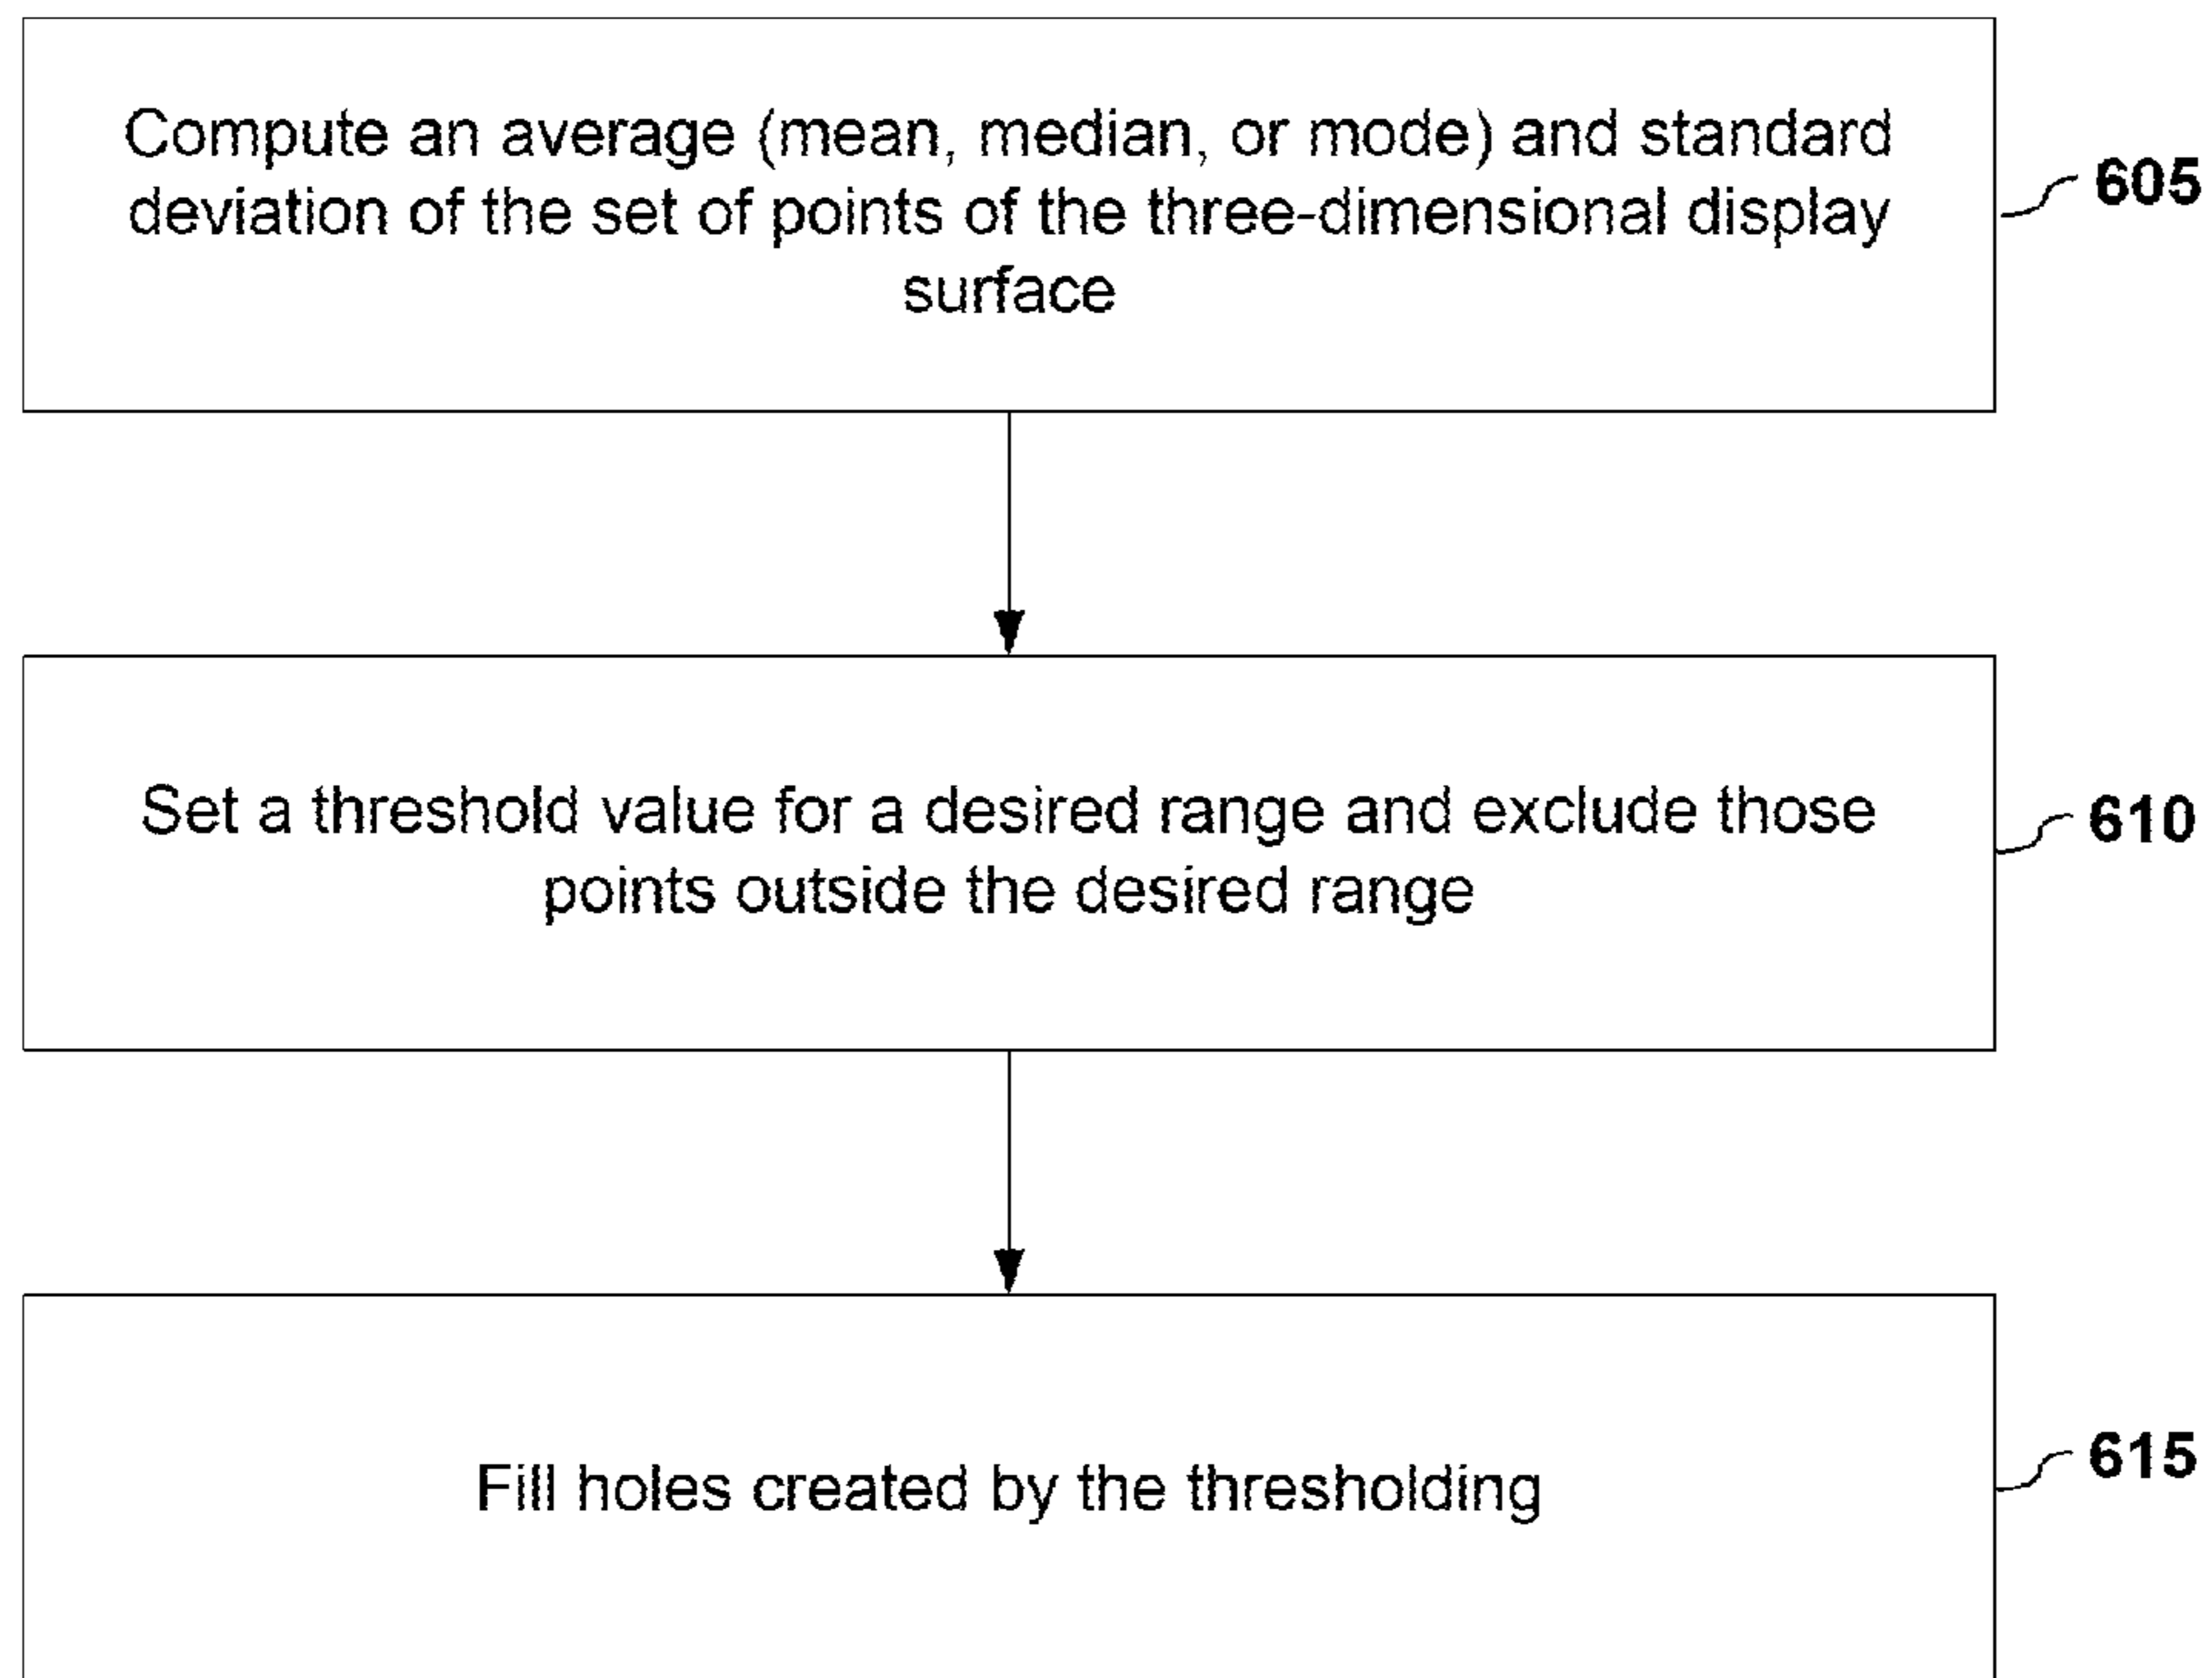 Compute an average (mean, median, or mode) and standard
deviation of the set of points of the three-dimensional display
surface
605
Set a threshold value for a desired range and exclude those
points outside the desired range
610
Fill holes created by the thresholding
615